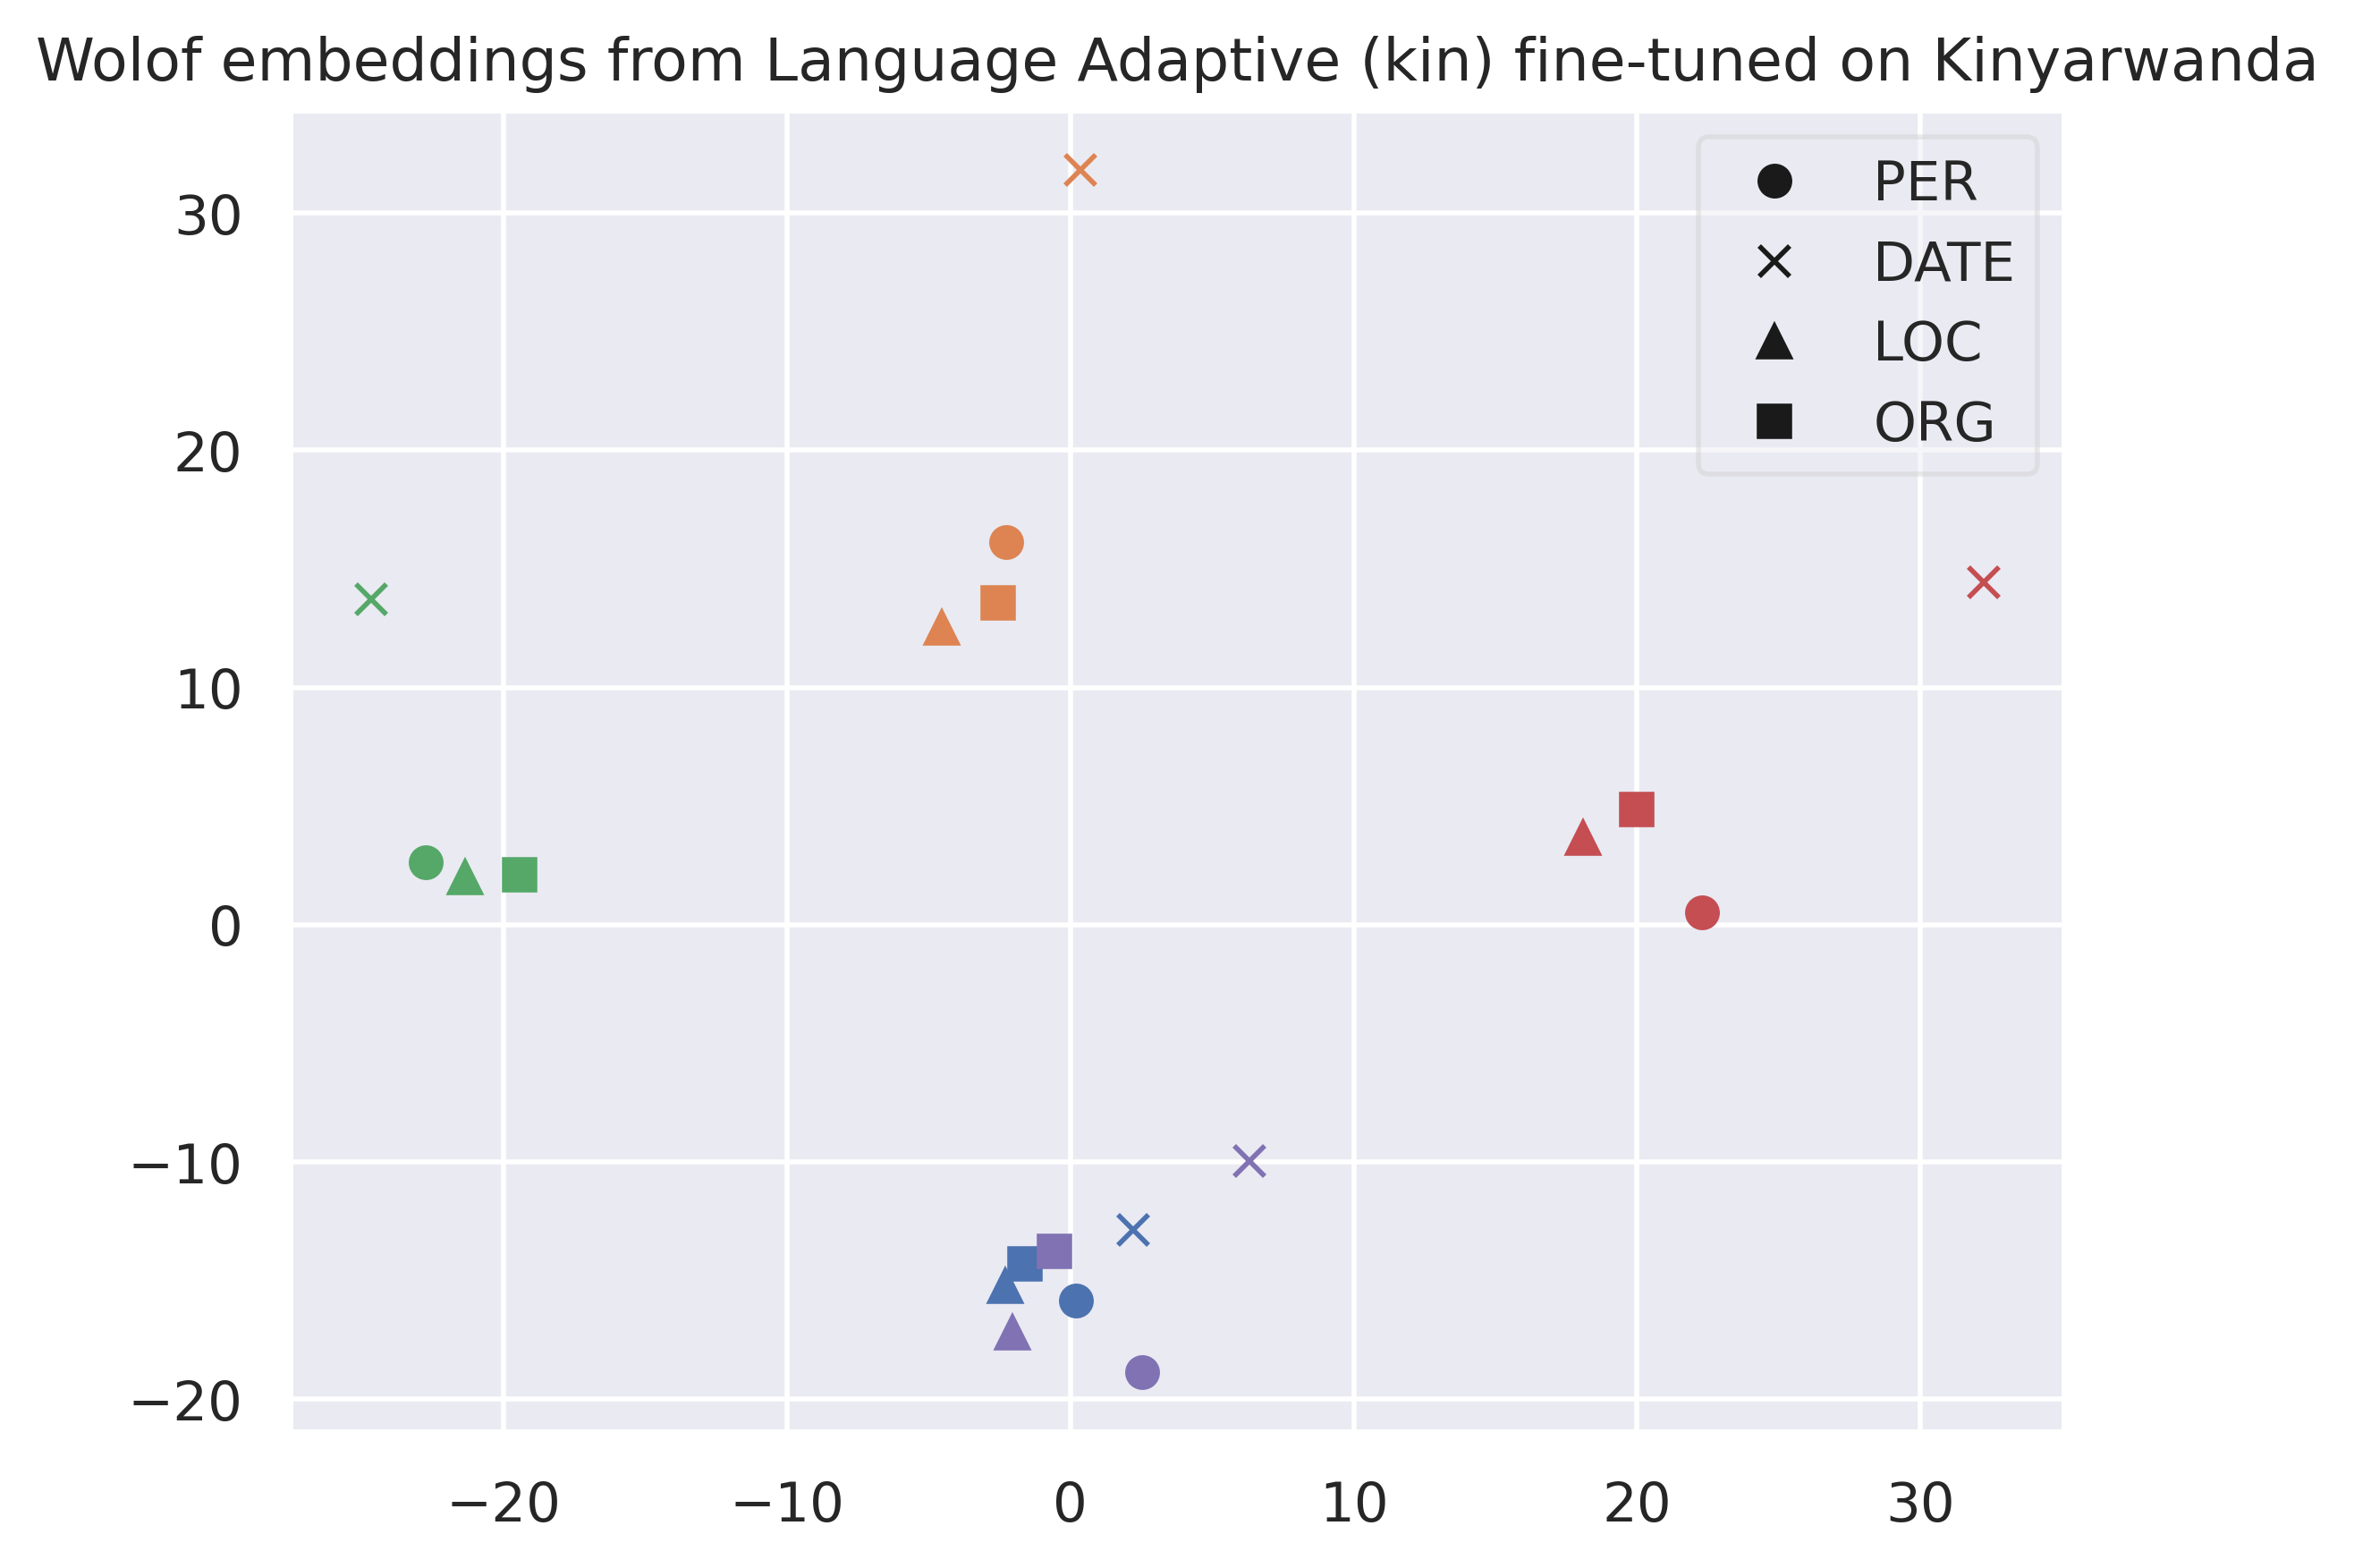 Wolof embeddings from Language Adaptive (kin) fine-tuned on Kinyarwanda
PER
DATE
LOC
ORG
30
20
10
0
−10
−20
−20 −10 0 10 20 30